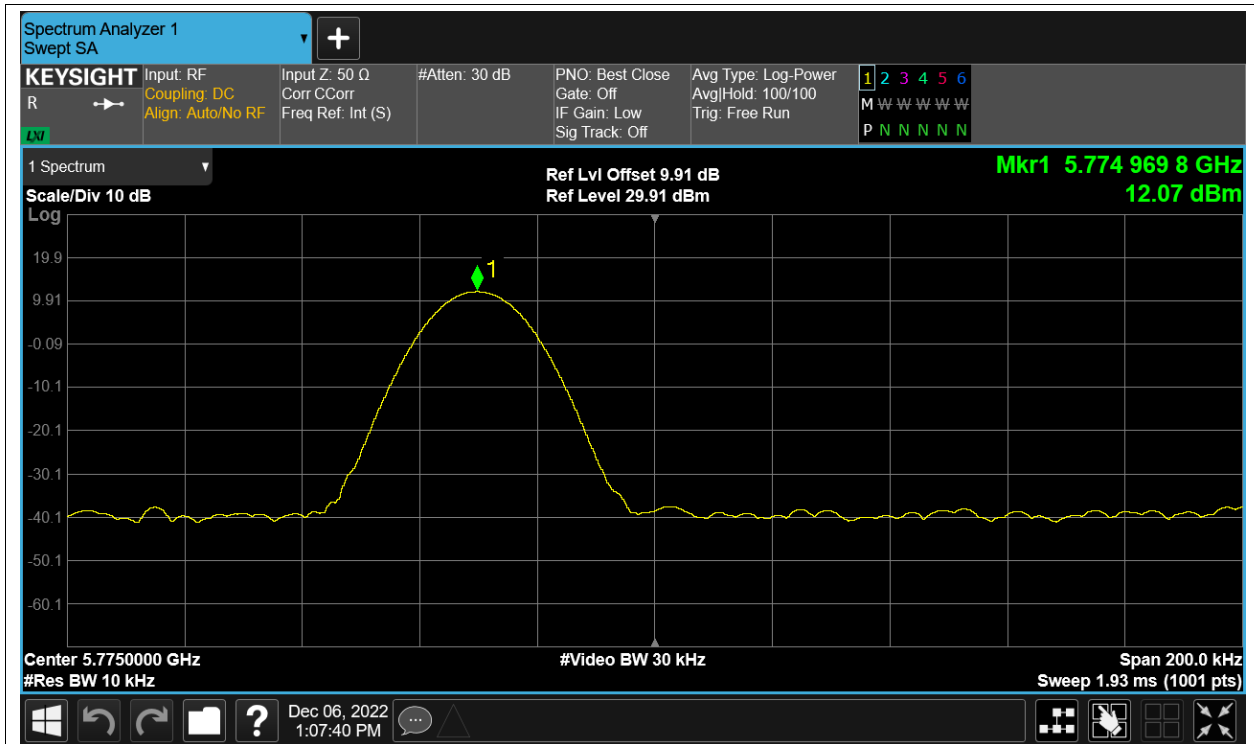 Spectrum Analyzer 1
Swept SA
KEYSIGHT
R
LXI
Input: RF
Coupling: DC
Align: Auto/No RF
Input Z: 50 Ω
Corr CCorr
Freq Ref: Int (S)
#Atten: 30 dB
PNO: Best Close
Gate: Off
IF Gain: Low
Sig Track: Off
Avg Type: Log-Power
Avg|Hold: 100/100
Trig: Free Run
1 2 3 4 5 6
M W W W W W
P N N N N N
1 Spectrum
Scale/Div 10 dB
Log
Ref Lvl Offset 9.91 dB
Ref Level 29.91 dBm
Mkr1 5.774 969 8 GHz
12.07 dBm
1
19.9
9.91
-0.09
-10.1
-20.1
-30.1
-40.1
-50.1
-60.1
Center 5.7750000 GHz
#Video BW 30 kHz
Span 200.0 kHz
#Res BW 10 kHz
Sweep 1.93 ms (1001 pts)
?
Dec 06, 2022
1:07:40 PM